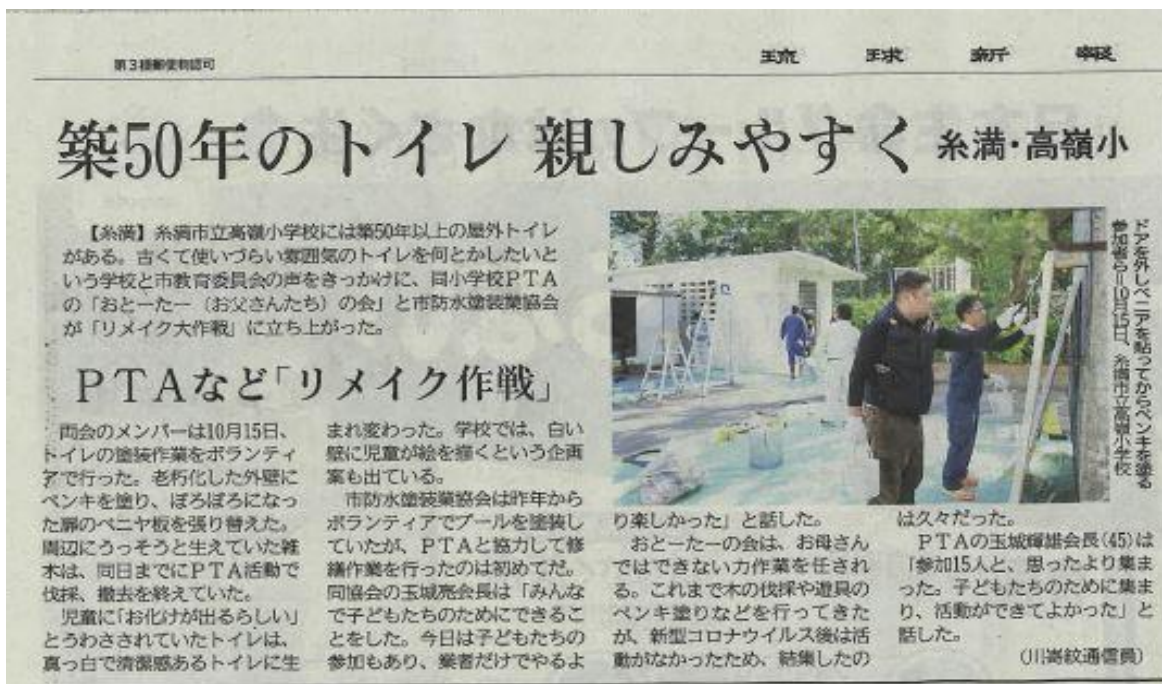 第3種郵便物認可
琉球新報
築50年のトイレ 親しみやすく 糸満・高嶺小
【糸満】糸満市立高嶺小学校には築50年以上の屋外トイレ
がある。古くて使いづらい雰囲気のトイレを何とかしたいと
いう学校と市教育委員会の声をきっかけに、同小学校PTA
の「おとーたー(お父さんたち)の会」と市防水塗装業協会
が「リメイク大作戦」に立ち上がった。
PTAなど「リメイク作戦」
両会のメンバーは10月15日、
トイレの塗装作業をボランティ
アで行った。老朽化した外壁に
ペンキを塗り、ぼろぼろになっ
た扉のベニヤ板を張り替えた。
周辺にうっそうと生えていた雑
木は、同日までにPTA活動で
伐採、撤去を終えていた。
児童に「お化けが出るらしい」
とうわさされていたトイレは、
真っ白で清潔感あるトイレに生
まれ変わった。学校では、白い
壁に児童が絵を描くという企画
案も出ている。
市防水塗装業協会は昨年から
ボランティアでプールを塗装し
ていたが、PTAと協力して修
繕作業を行ったのは初めてだ。
同協会の玉城亮会長は「みんな
で子どもたちのためにできるこ
とをした。今日は子どもたちの
参加もあり、業者だけでやるよ
り楽しかった」と話した。
おとーたーの会は、お母さん
ではできない力作業を任され
る。これまで木の伐採や遊具の
ペンキ塗りなどを行ってきた
が、新型コロナウイルス後は活
動がなかったため、結集したの
は久々だった。
PTAの玉城輝雄会長(45)は
「参加15人と、思ったより集ま
った。子どもたちのために集ま
り、活動ができてよかった」と
話した。
(川嵜紋通信員)
ドアを外しベニアを貼ってからペンキを塗る
参加者ら=10月15日、糸満市立高嶺小学校